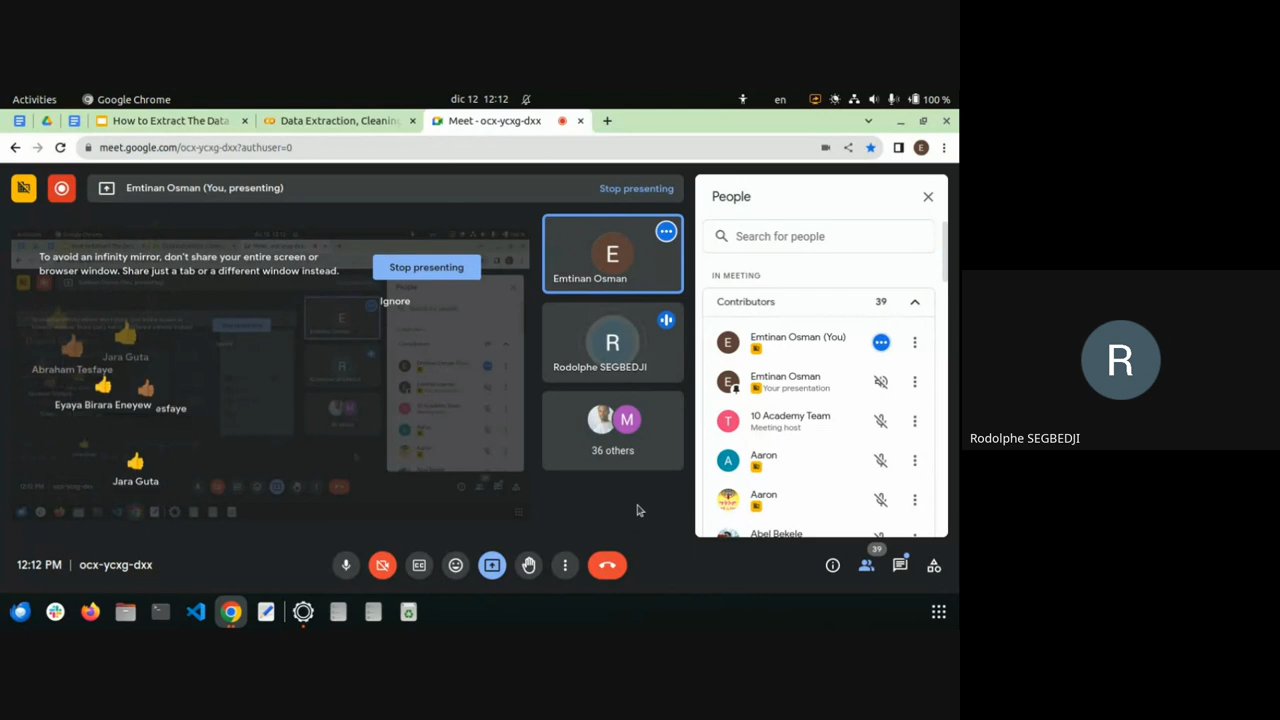 Activities
Google Chrome
dic 12 12:12
en
100 %
How to Extract The Data
Data Extraction, Cleaning
Meet - ocx-ycxg-dxx
meet.google.com/ocx-ycxg-dxx?authuser=0
E
Emtinan Osman (You, presenting)
Stop presenting
To avoid an infinity mirror, don't share your entire screen or
browser window. Share just a tab or a different window instead.
Stop presenting
Ignore
Jara Guta
Abraham Tesfaye
Eyaya Birara Eneyew
esfaye
Jara Guta
E
Emtinan Osman
R
Rodolphe SEGBEDJI
M
36 others
People
Search for people
IN MEETING
Contributors
39
E
Emtinan Osman (You)
E
Emtinan Osman
Your presentation
T
10 Academy Team
Meeting host
A
Aaron
Aaron
Abel Bekele
12:12 PM | ocx-ycxg-dxx
39
R
Rodolphe SEGBEDJI